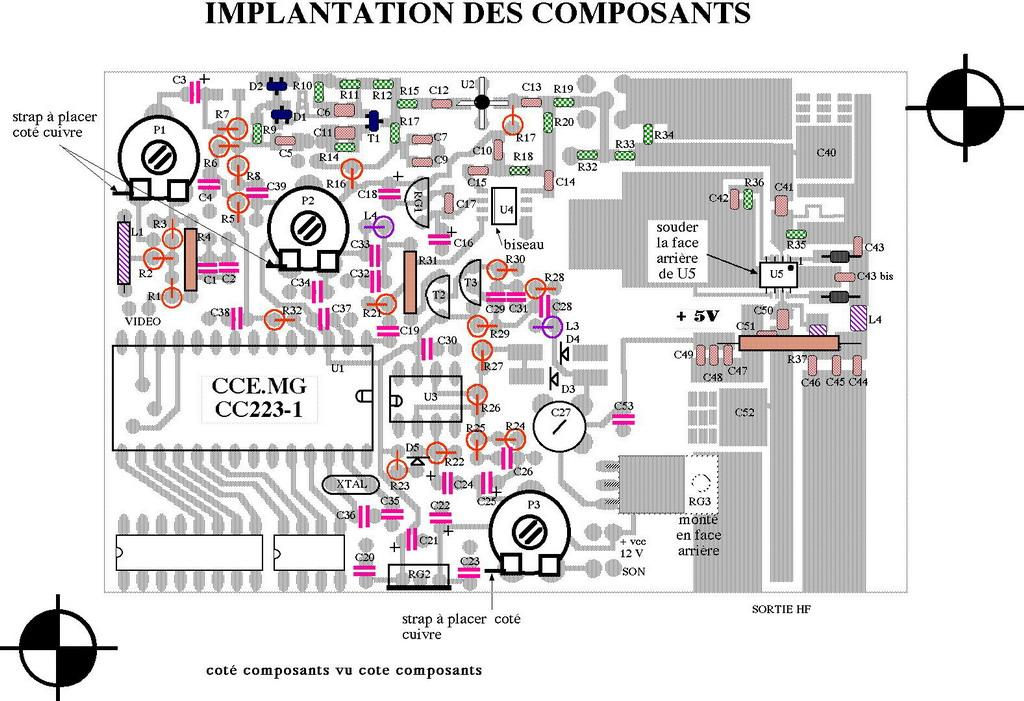 IMPLANTATION DES COMPOSANTS
C3
D2
R10
R11
R12
R15
C12
U2
C13
R19
strap à placer
coté cuivre
P1
R7
R9
D1
C6
C11
T1
R17
C7
R17
R20
R34
R6
C5
R14
C9
C10
R33
R32
C40
R8
R16
C15
R18
C14
C4
C39
C18
RG1
C17
U4
C42
R36
C41
R5
P2
L4
L1
R3
R4
C16
biseau
souder
la face
arrière
de U5
R35
C43
R2
C33
R31
R30
U5
C43 bis
R1
C1
C2
C32
C34
T2
T3
R28
C29
C31
C28
VIDEO
C38
R32
C37
R21
C19
R29
L3
+ 5V
C50
C51
L4
C30
D4
R27
U1
C49
C48
C47
R37
C46
C45
C44
CCE.MG
CC223-1
U3
R26
D3
C27
C53
C52
R25
R24
D5
R22
R23
C26
XTAL
C24
C25
RG3
monté
en face
arrière
C36
C35
C22
P3
C21
+ vcc
12 V
C20
RG2
C23
SON
SORTIE HF
strap à placer coté
cuivre
coté composants vu cote composants